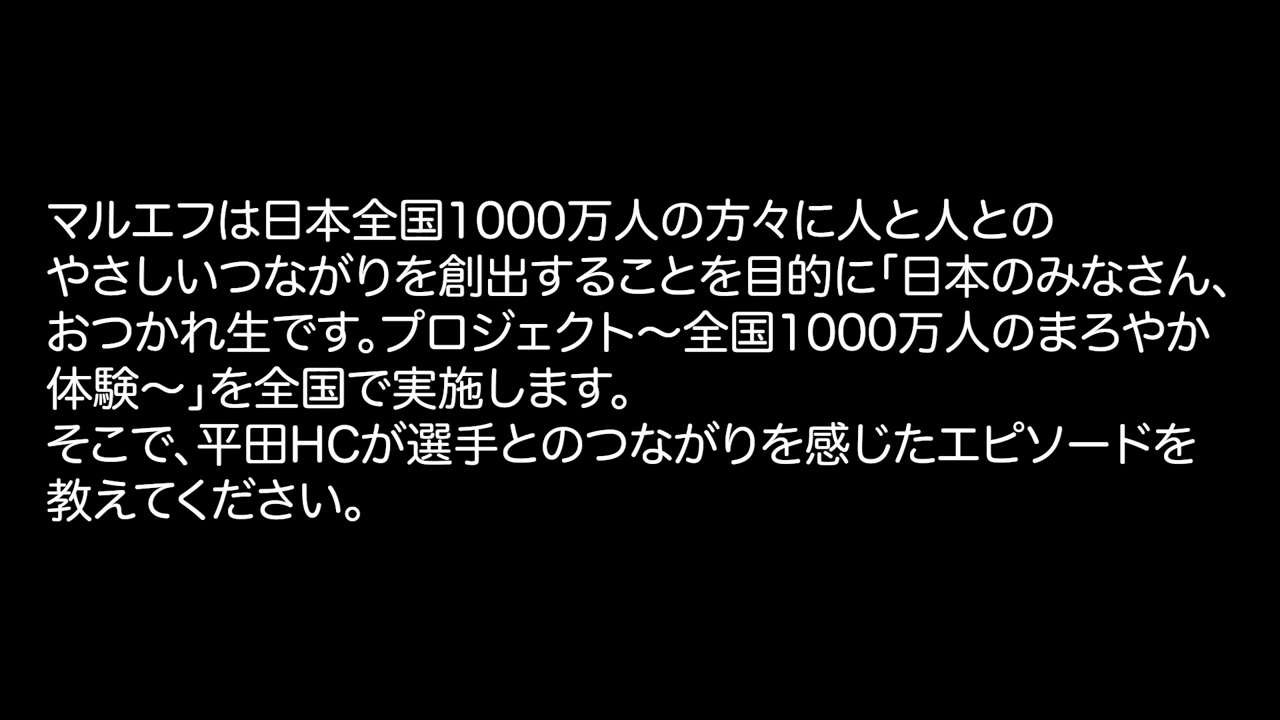 マルエフは日本全国1000万人の方々に人と人との
やさしいつながりを創出することを目的に「日本のみなさん、
おつかれ生です。プロジェクト～全国1000万人のまろやか
体験～」を全国で実施します。
そこで、平田HCが選手とのつながりを感じたエピソードを
教えてください。